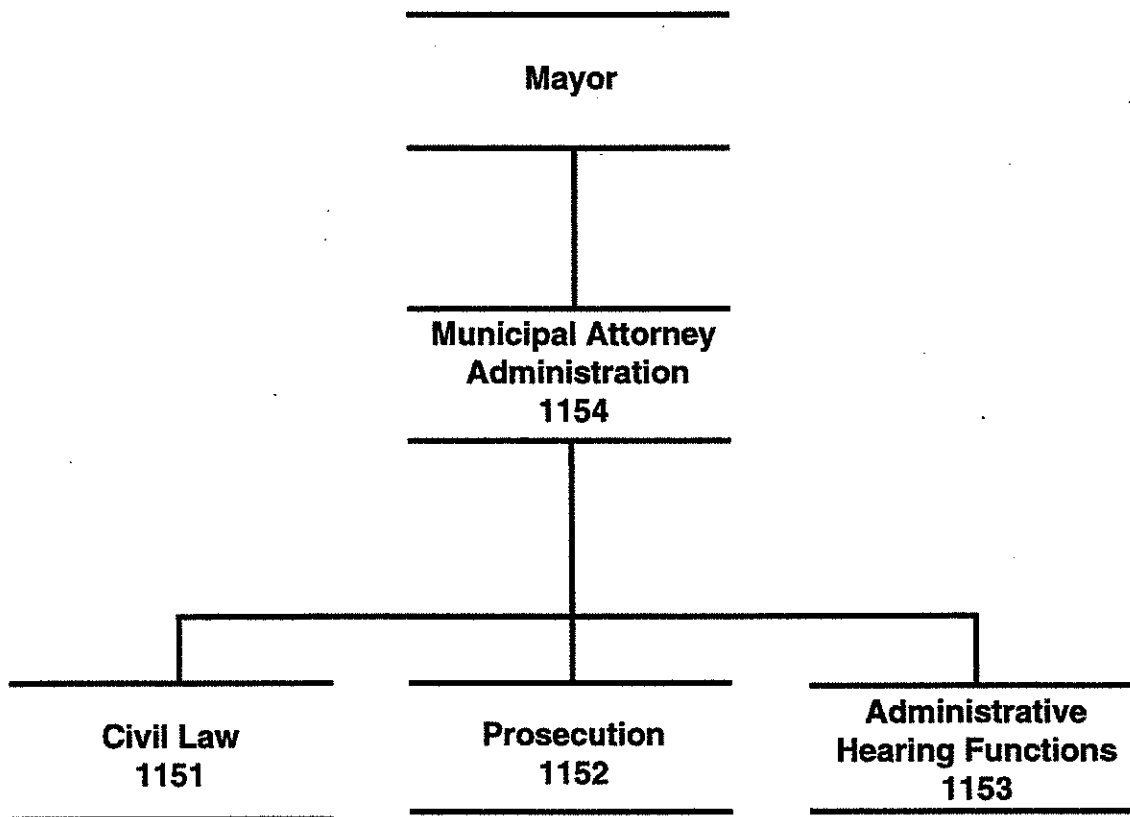 Mayor
Municipal Attorney
Administration
1154
Civil Law
1151
Prosecution
1152
Administrative
Hearing Functions
1153